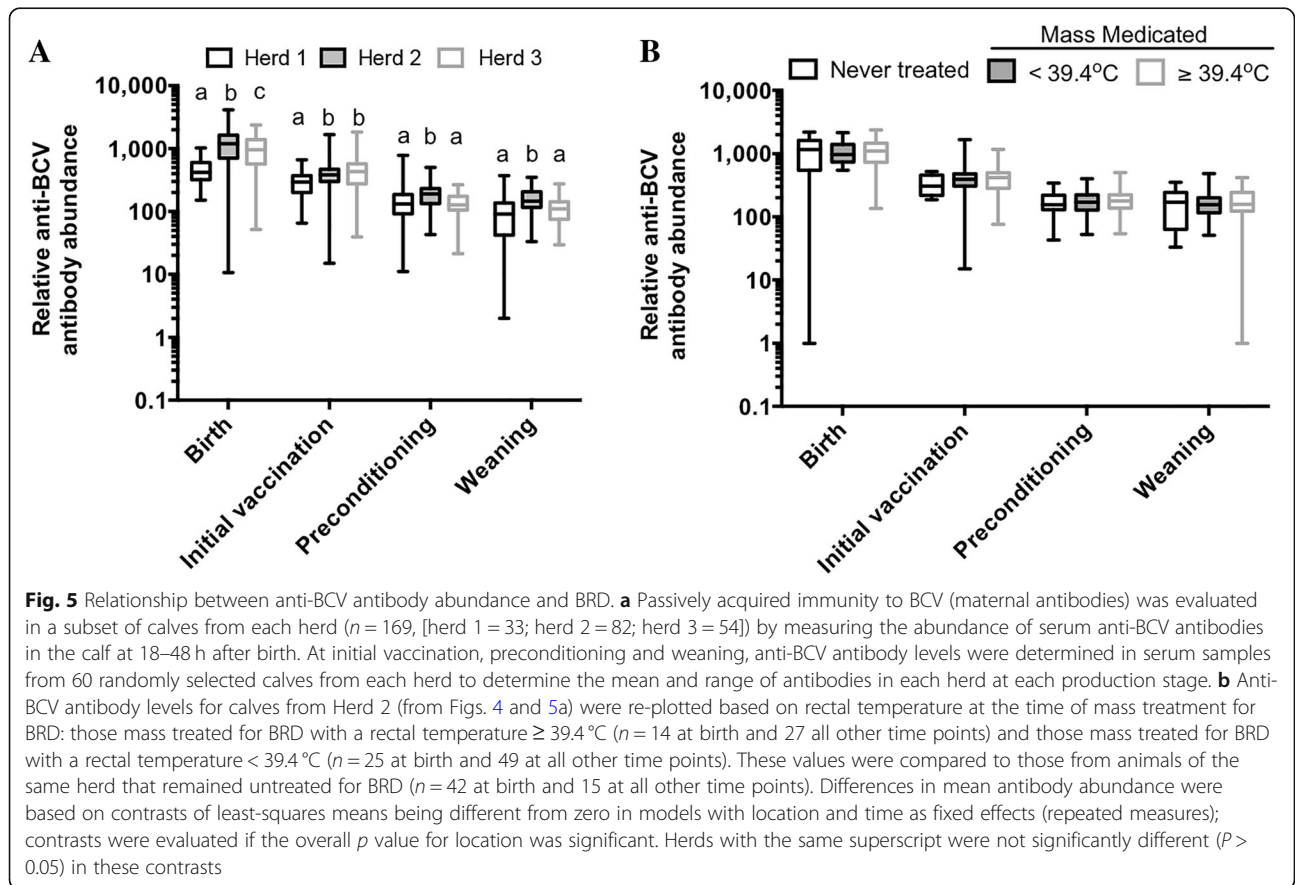 A
Herd 1 Herd 2 Herd 3
Relative anti-BCV
antibody abundance
10,000
1,000
100
10
1
0.1
a b c
a b b
a b a
a b a
Birth
Initial vaccination
Preconditioning
Weaning
B
Mass Medicated
Never treated < 39.4°C ≥ 39.4°C
Relative anti-BCV
antibody abundance
10,000
1,000
100
10
1
0.1
Birth
Initial vaccination
Preconditioning
Weaning
Fig. 5 Relationship between anti-BCV antibody abundance and BRD. a Passively acquired immunity to BCV (maternal antibodies) was evaluated
in a subset of calves from each herd (n = 169, [herd 1 = 33; herd 2 = 82; herd 3 = 54]) by measuring the abundance of serum anti-BCV antibodies
in the calf at 18–48 h after birth. At initial vaccination, preconditioning and weaning, anti-BCV antibody levels were determined in serum samples
from 60 randomly selected calves from each herd to determine the mean and range of antibodies in each herd at each production stage. b Anti-
BCV antibody levels for calves from Herd 2 (from Figs. 4 and 5a) were re-plotted based on rectal temperature at the time of mass treatment for
BRD: those mass treated for BRD with a rectal temperature ≥ 39.4 °C (n = 14 at birth and 27 all other time points) and those mass treated for BRD
with a rectal temperature < 39.4 °C (n = 25 at birth and 49 at all other time points). These values were compared to those from animals of the
same herd that remained untreated for BRD (n = 42 at birth and 15 at all other time points). Differences in mean antibody abundance were
based on contrasts of least-squares means being different from zero in models with location and time as fixed effects (repeated measures);
contrasts were evaluated if the overall p value for location was significant. Herds with the same superscript were not significantly different (P >
0.05) in these contrasts